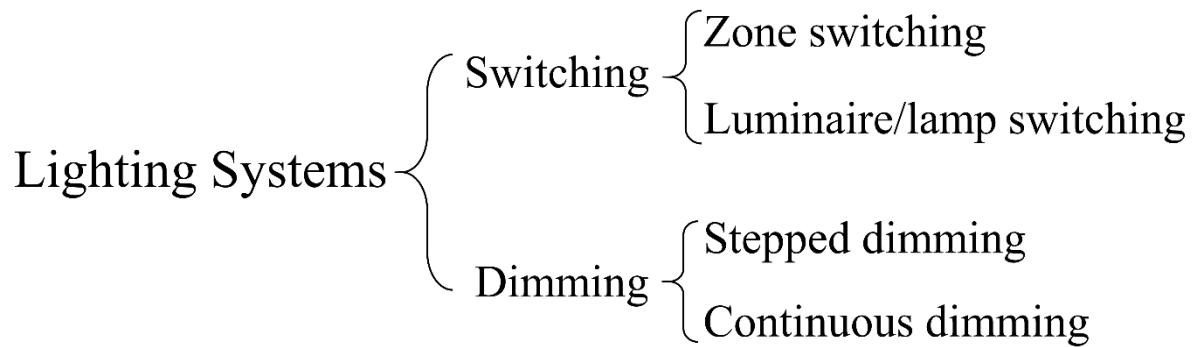 Lighting Systems
Switching
Zone switching
Luminaire/lamp switching
Dimming
Stepped dimming
Continuous dimming